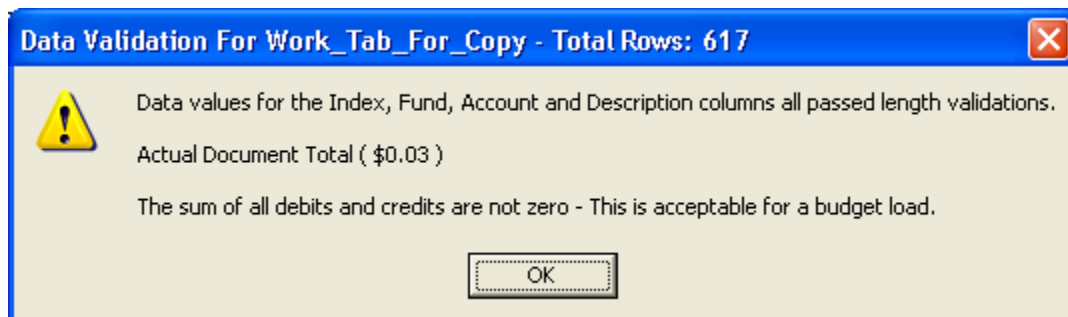 Data Validation For Work_Tab_For_Copy - Total Rows: 617
Data values for the Index, Fund, Account and Description columns all passed length validations.
Actual Document Total ( $0.03 )
The sum of all debits and credits are not zero - This is acceptable for a budget load.
OK